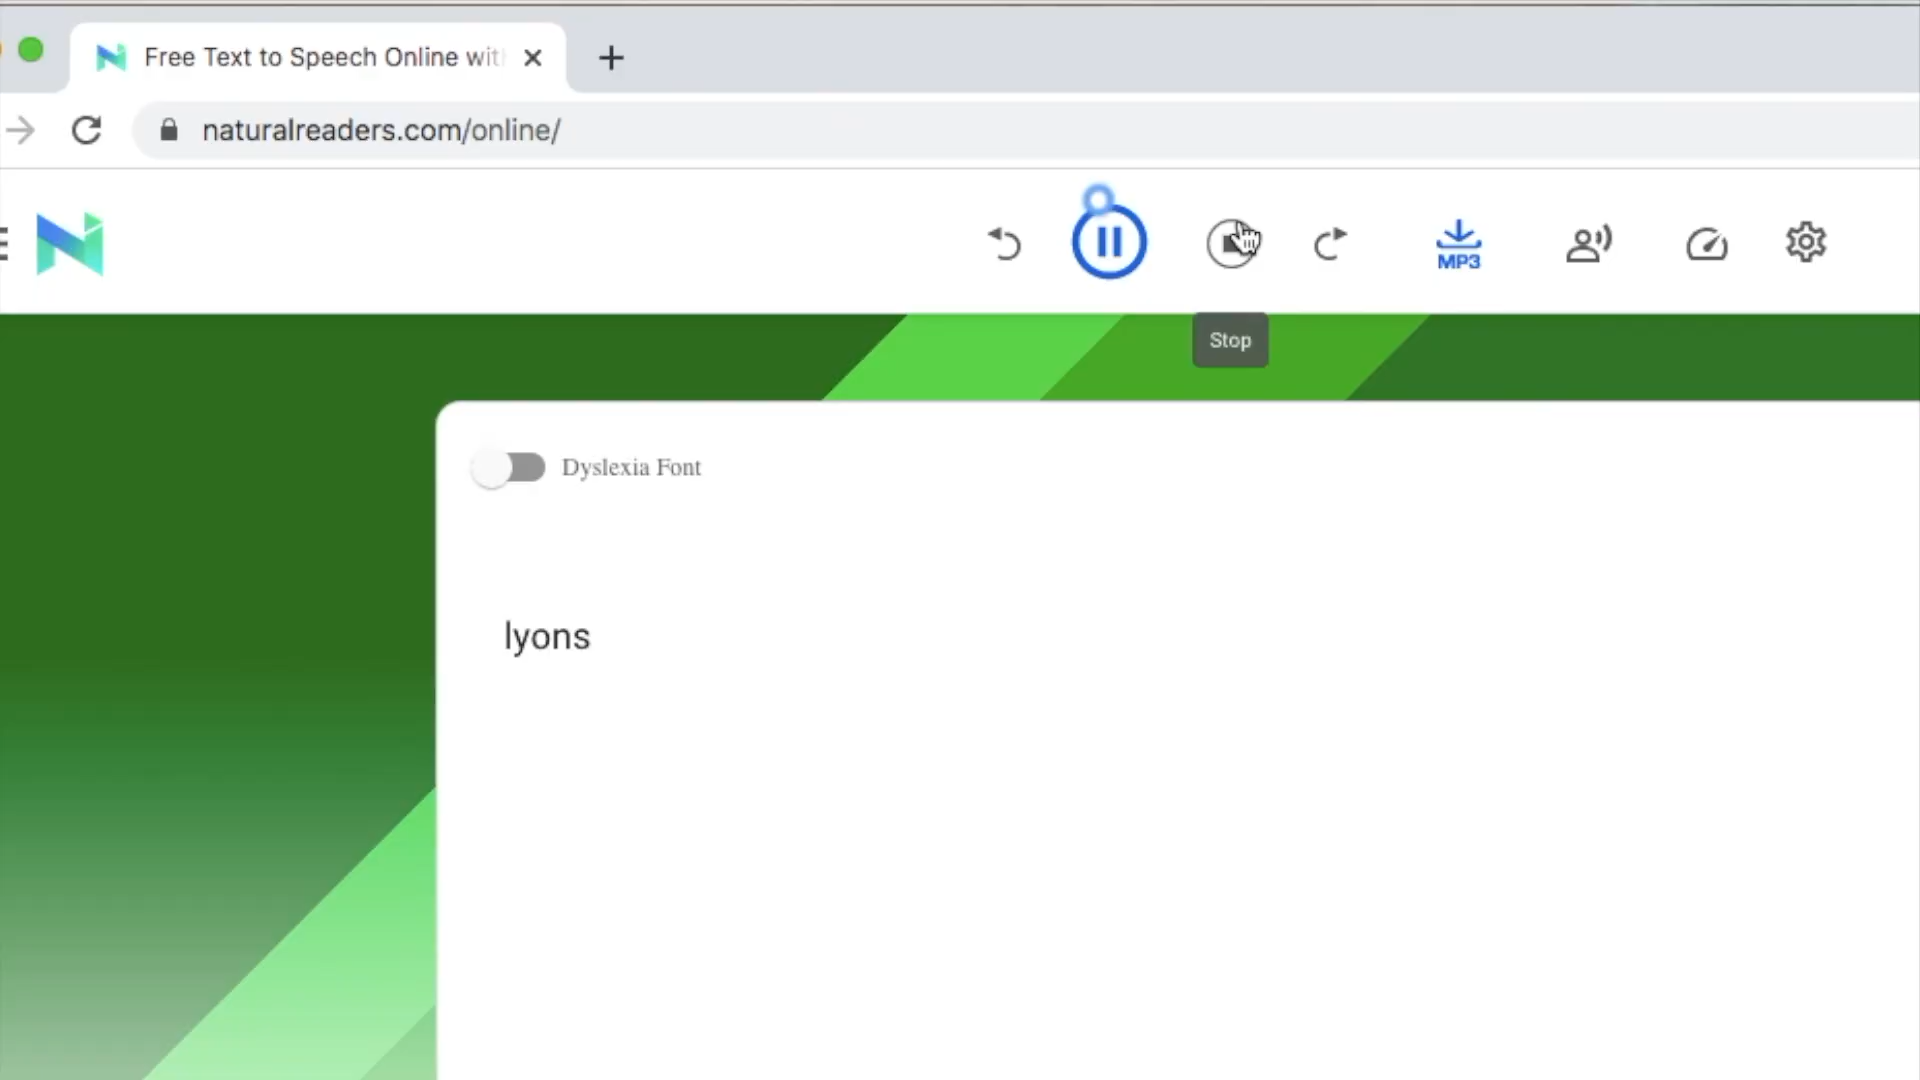 Free Text to Speech Online wit
naturalreaders.com/online/
MP3
Stop
Dyslexia Font
lyons